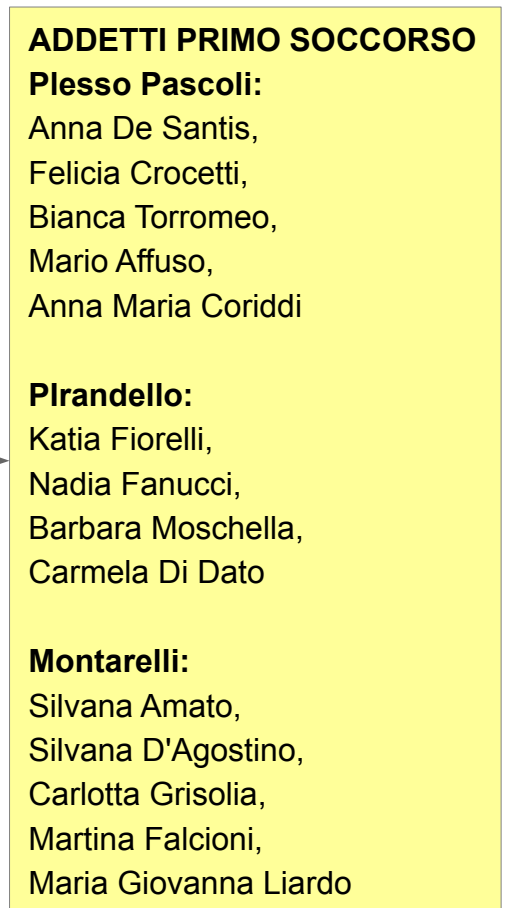 ADDETTI PRIMO SOCCORSO
Plesso Pascoli:
Anna De Santis,
Felicia Crocetti,
Bianca Torromeo,
Mario Affuso,
Anna Maria Coriddi
PIrandello:
Katia Fiorelli,
Nadia Fanucci,
Barbara Moschella,
Carmela Di Dato
Montarelli:
Silvana Amato,
Silvana D'Agostino,
Carlotta Grisolia,
Martina Falcioni,
Maria Giovanna Liardo